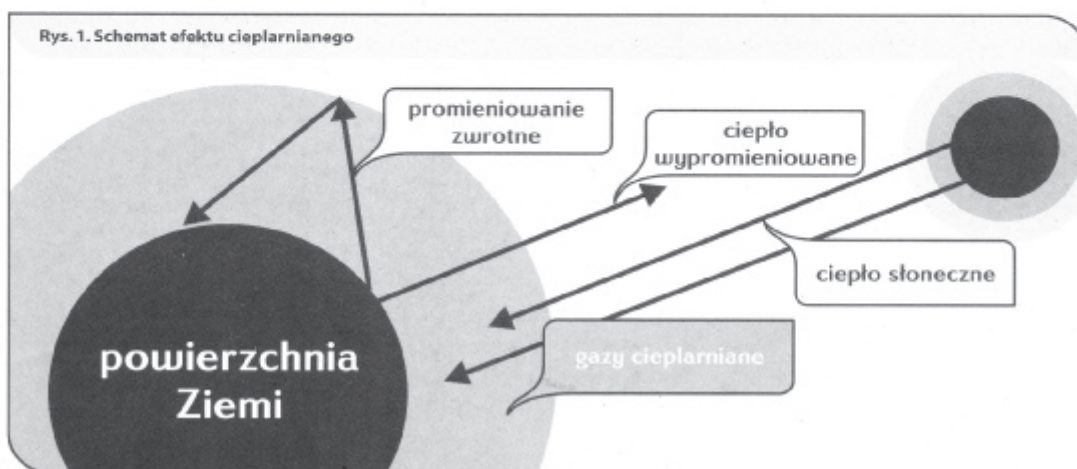 Rys. 1. Schemat efektu cieplarnianego
promieniowanie
zwrotne
ciepło
wypromieniowane
ciepło słoneczne
gazy cieplarniane
powierzchnia
Ziemi